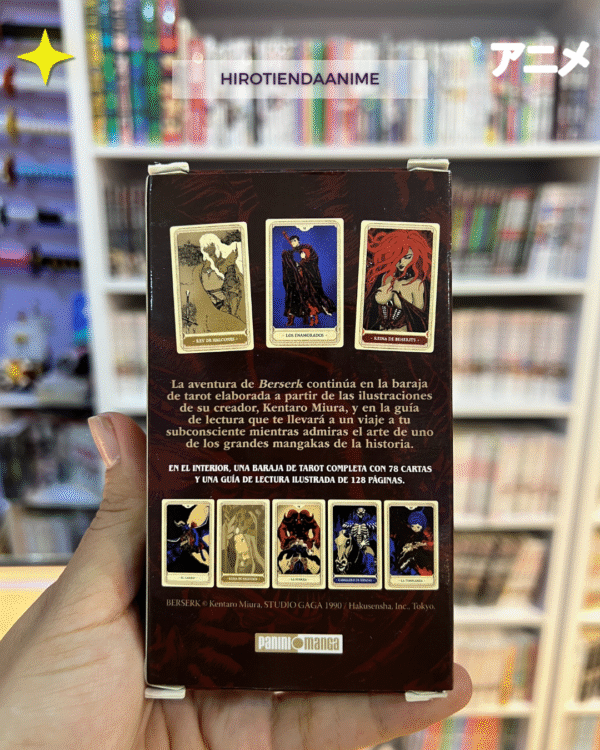 アニメ
HIROTIENDAANIME
REY DE HALCONES
LOS ENAMORADOS
REINA DE BEHELITS
La aventura de Berserk continúa en la baraja
de tarot elaborada a partir de las ilustraciones
de su creador, Kentaro Miura, y en la guía
de lectura que te llevará a un viaje a tu
subconsciente mientras admiras el arte de uno
de los grandes mangakas de la historia.
EN EL INTERIOR, UNA BARAJA DE TAROT COMPLETA CON 78 CARTAS
Y UNA GUÍA DE LECTURA ILUSTRADA DE 128 PÁGINAS.
LA FUERZA
LA TEMPLANZA
BERSERK © Kentaro Miura, STUDIO GAGA 1990 / Hakusensha, Inc., Tokyo.
PANINI MANGA